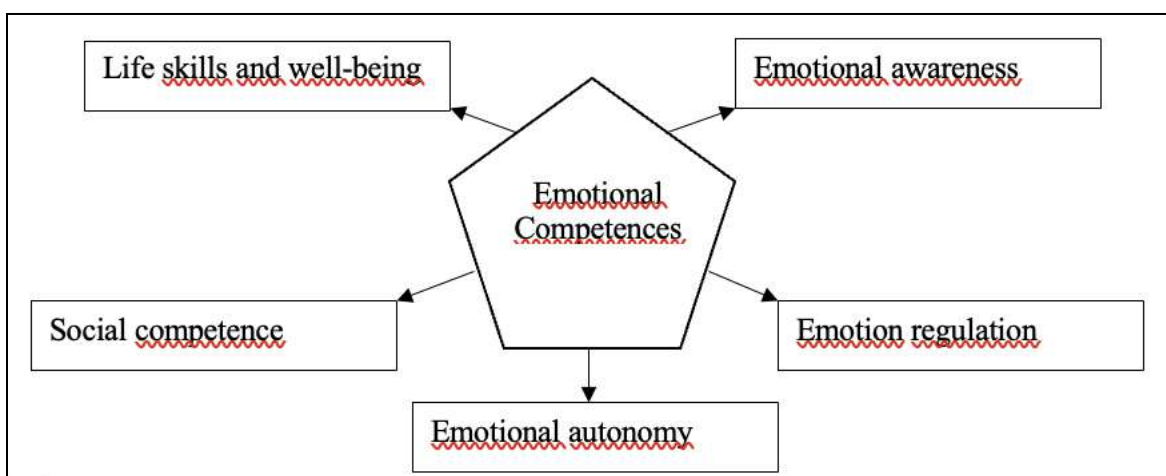 Life skills and well-being
Emotional awareness
Emotional
Competences
Social competence
Emotion regulation
Emotional autonomy